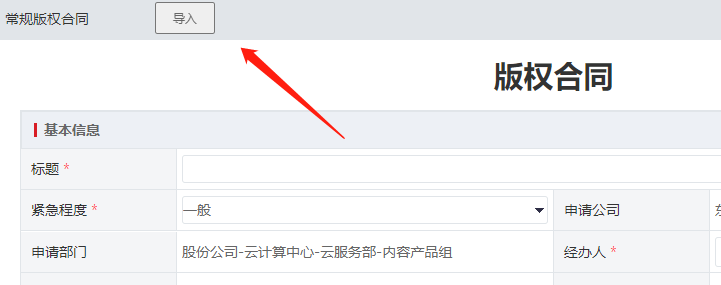 常规版权合同 导入
版权合同
基本信息
标题 *
紧急程度 * 一般 申请公司
申请部门 股份公司-云计算中心-云服务部-内容产品组 经办人 *